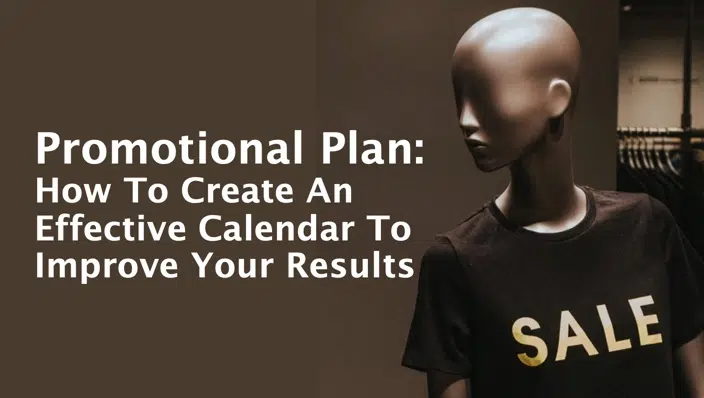 Promotional Plan:
How To Create An
Effective Calendar To
Improve Your Results
SALE